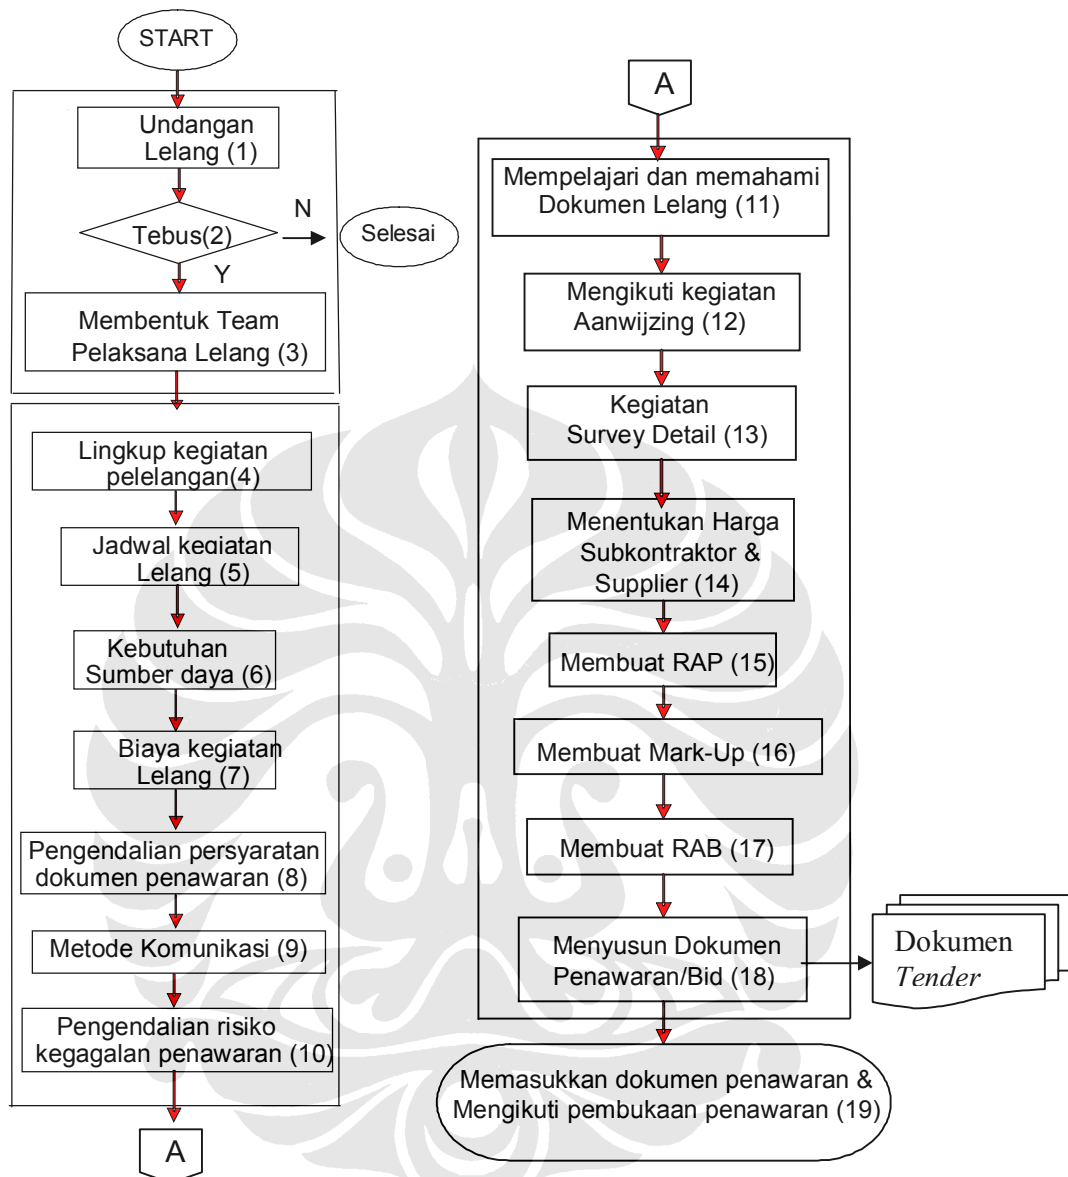 START
Undangan
Lelang (1)
Tebus(2)
N
Selesai
Y
Membentuk Team
Pelaksana Lelang (3)
Lingkup kegiatan
pelelangan(4)
Jadwal kegiatan
Lelang (5)
Kebutuhan
Sumber daya (6)
Biaya kegiatan
Lelang (7)
Pengendalian persyaratan
dokumen penawaran (8)
Metode Komunikasi (9)
Pengendalian risiko
kegagalan penawaran (10)
A
A
Mempelajari dan memahami
Dokumen Lelang (11)
Mengikuti kegiatan
Aanwijzing (12)
Kegiatan
Survey Detail (13)
Menentukan Harga
Subkontraktor &
Supplier (14)
Membuat RAP (15)
Membuat Mark-Up (16)
Membuat RAB (17)
Menyusun Dokumen
Penawaran/Bid (18)
Dokumen
Tender
Memasukkan dokumen penawaran &
Mengikuti pembukaan penawaran (19)